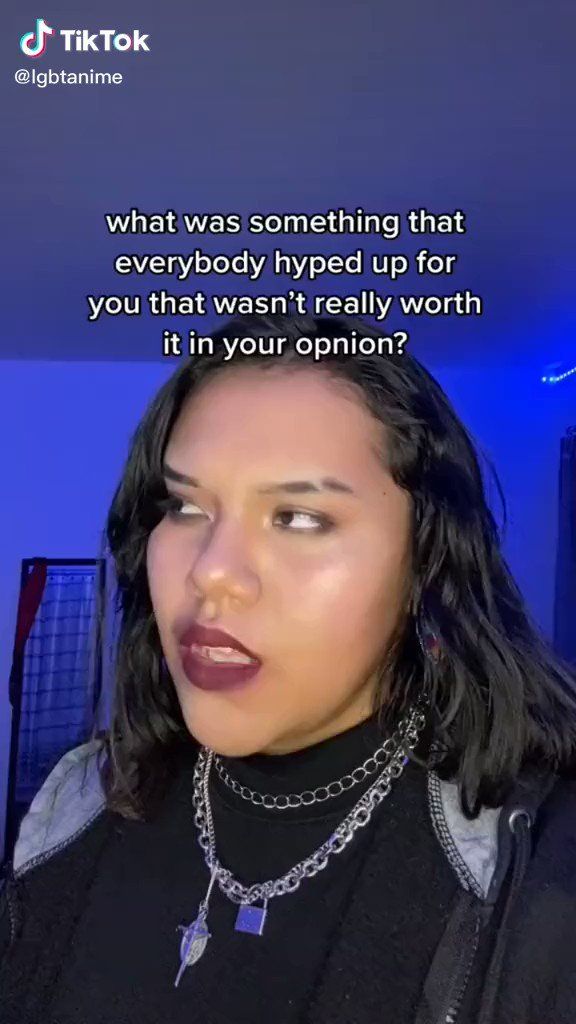 TikTok
@lgbtanime
what was something that
everybody hyped up for
you that wasn't really worth
it in your opnion?